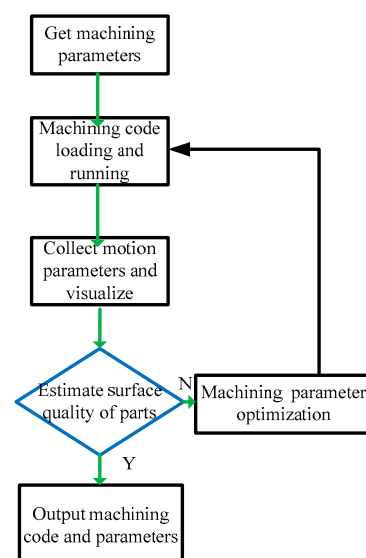 Get machining
parameters
Machining code
loading and
running
Collect motion
parameters and
visualize
Estimate surface
quality of parts
N
Machining parameter
optimization
Y
Output machining
code and parameters